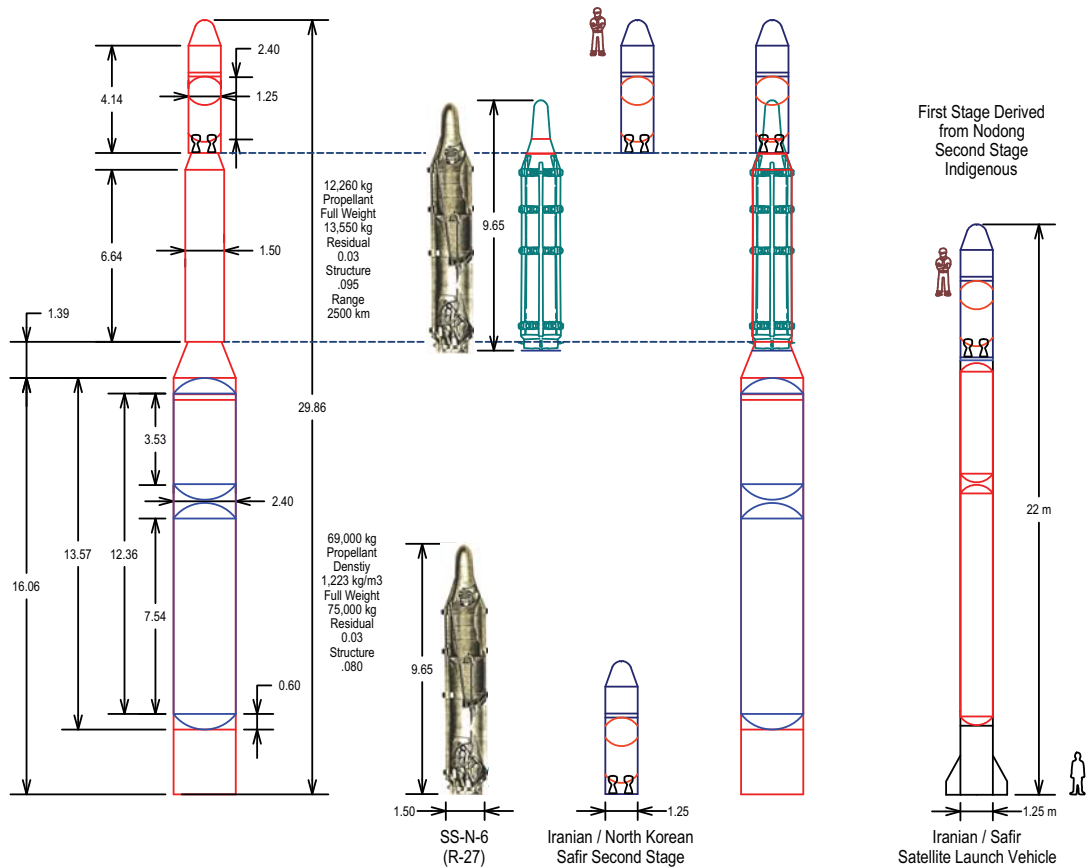 2.40
4.14
1.25
6.64
1.50
1.39
29.86
3.53
2.40
13.57
12.36
16.06
7.54
0.60
12,260 kg
Propellant
Full Weight
13,550 kg
Residual
0.03
Structure
.095
Range
2500 km
9.65
69,000 kg
Propellant
Denstiy
1,223 kg/m3
Full Weight
75,000 kg
Residual
0.03
Structure
.080
9.65
1.50
SS-N-6
(R-27)
1.25
Iranian / North Korean
Safir Second Stage
First Stage Derived
from Nodong
Second Stage
Indigenous
22 m
1.25 m
Iranian / Safir
Satellite Launch Vehicle